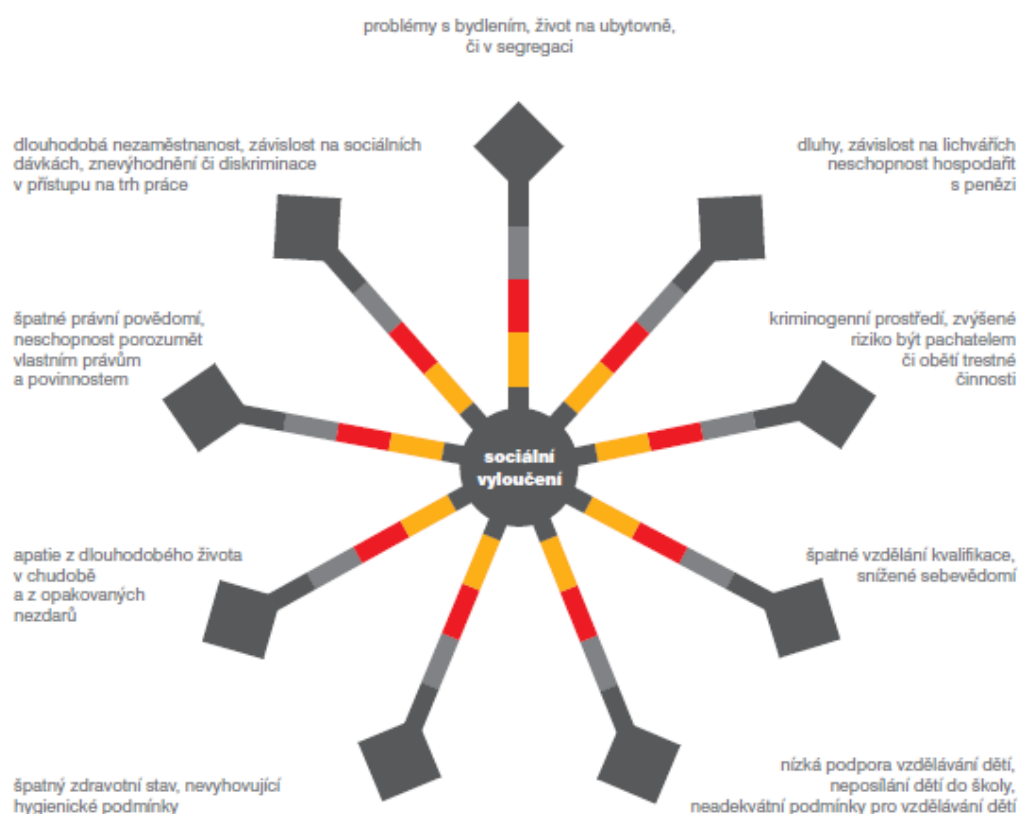 problémy s bydlením, život na ubytovně,
či v segregaci
dlouhodobá nezaměstnanost, závislost na sociálních
dávkách, znevýhodnění či diskriminace
v přístupu na trh práce
dluhy, závislost na lichvářích
neschopnost hospodařit
s penězi
špatné právní povědomí,
neschopnost porozumět
vlastním právům
a povinnostem
kriminogenní prostředí, zvýšené
riziko být pachatelem
či obětí trestné
činnosti
sociální
vyloučení
apatie z dlouhodobého života
v chudobě
a z opakovaných
nezdarů
špatné vzdělání kvalifikace,
snížené sebevědomí
špatný zdravotní stav, nevyhovující
hygienické podmínky
nízká podpora vzdělávání dětí,
neposílání dětí do školy,
neadekvátní podmínky pro vzdělávání dětí